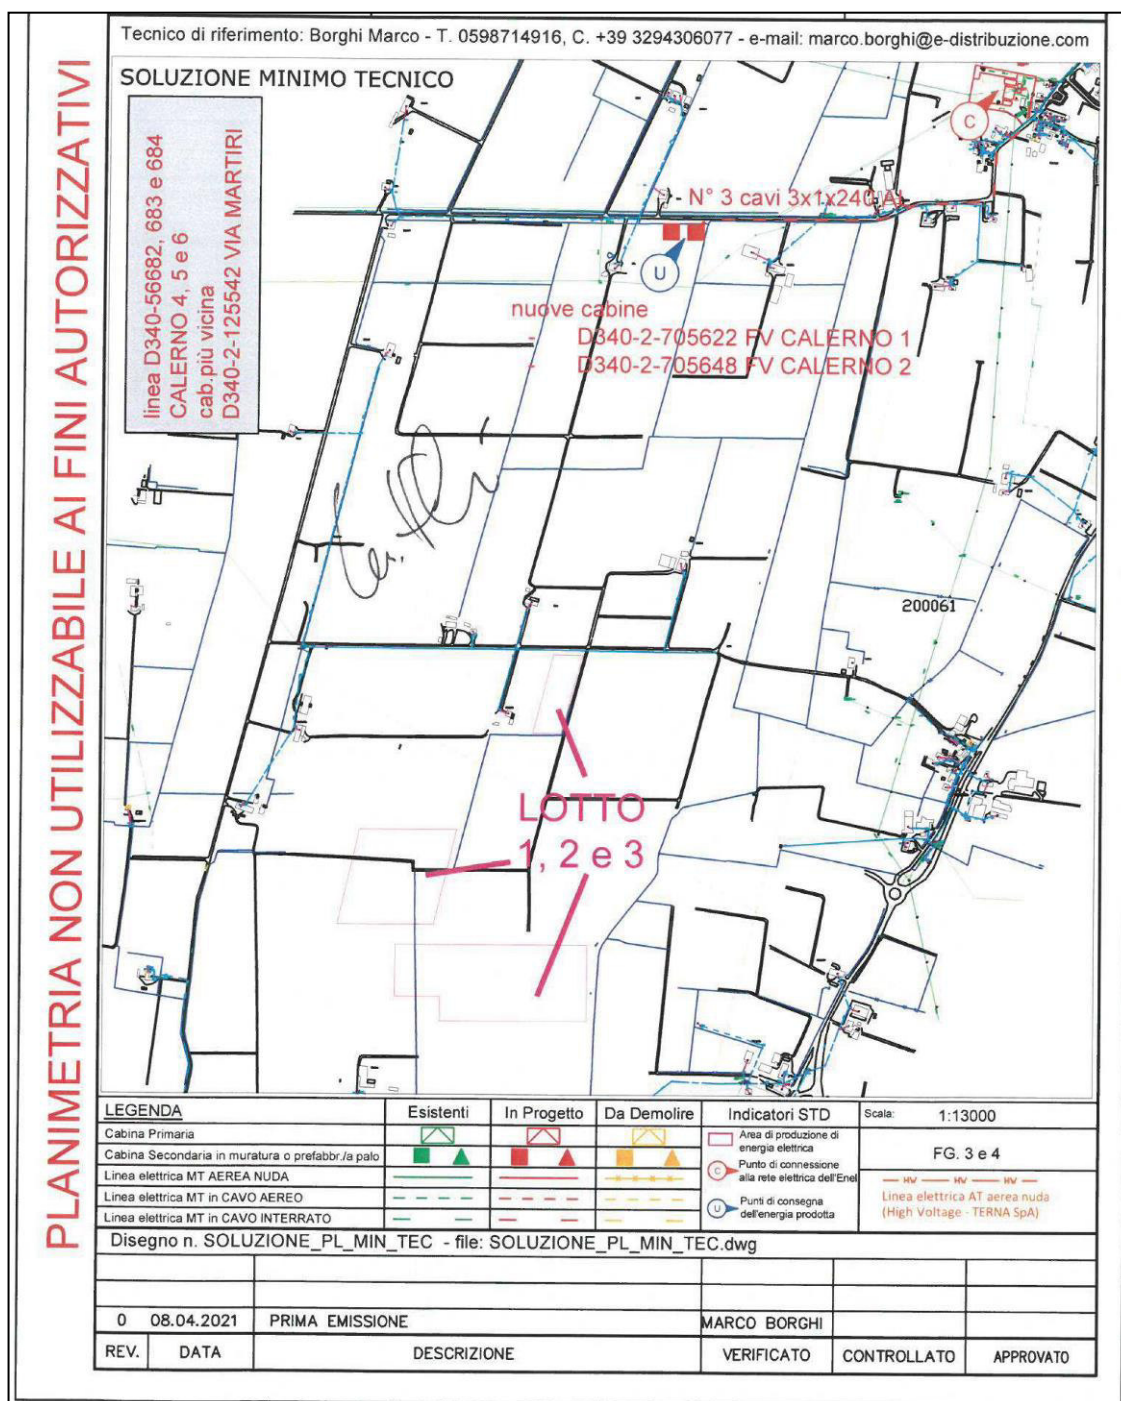 Tecnico di riferimento: Borghi Marco - T. 0598714916, C. +39 3294306077 - e-mail: marco.borghi@e-distribuzione.com
PLANIMETRIA NON UTILIZZABILE AI FINI AUTORIZZATIVI
SOLUZIONE MINIMO TECNICO
linea D340-56682, 683 e 684
CALERNO 4, 5 e 6
cab.più vicina
D340-2-125542 VIA MARTIRI
C
- N° 3 cavi 3x1x240 Al
U
nuove cabine
- D340-2-705622 FV CALERNO 1
- D340-2-705648 FV CALERNO 2
200061
LOTTO
1, 2 e 3
LEGENDA
Esistenti
In Progetto
Da Demolire
Indicatori STD
Scala: 1:13000
Cabina Primaria
Cabina Secondaria in muratura o prefabbr./a palo
Linea elettrica MT AEREA NUDA
Linea elettrica MT in CAVO AEREO
Linea elettrica MT in CAVO INTERRATO
Area di produzione di
energia elettrica
C
Punto di connessione
alla rete elettrica dell'Enel
U
Punti di consegna
dell'energia prodotta
FG. 3 e 4
HV HV HV
Linea elettrica AT aerea nuda
(High Voltage - TERNA SpA)
Disegno n. SOLUZIONE_PL_MIN_TEC - file: SOLUZIONE_PL_MIN_TEC.dwg
0 08.04.2021 PRIMA EMISSIONE MARCO BORGHI
REV. DATA DESCRIZIONE VERIFICATO CONTROLLATO APPROVATO